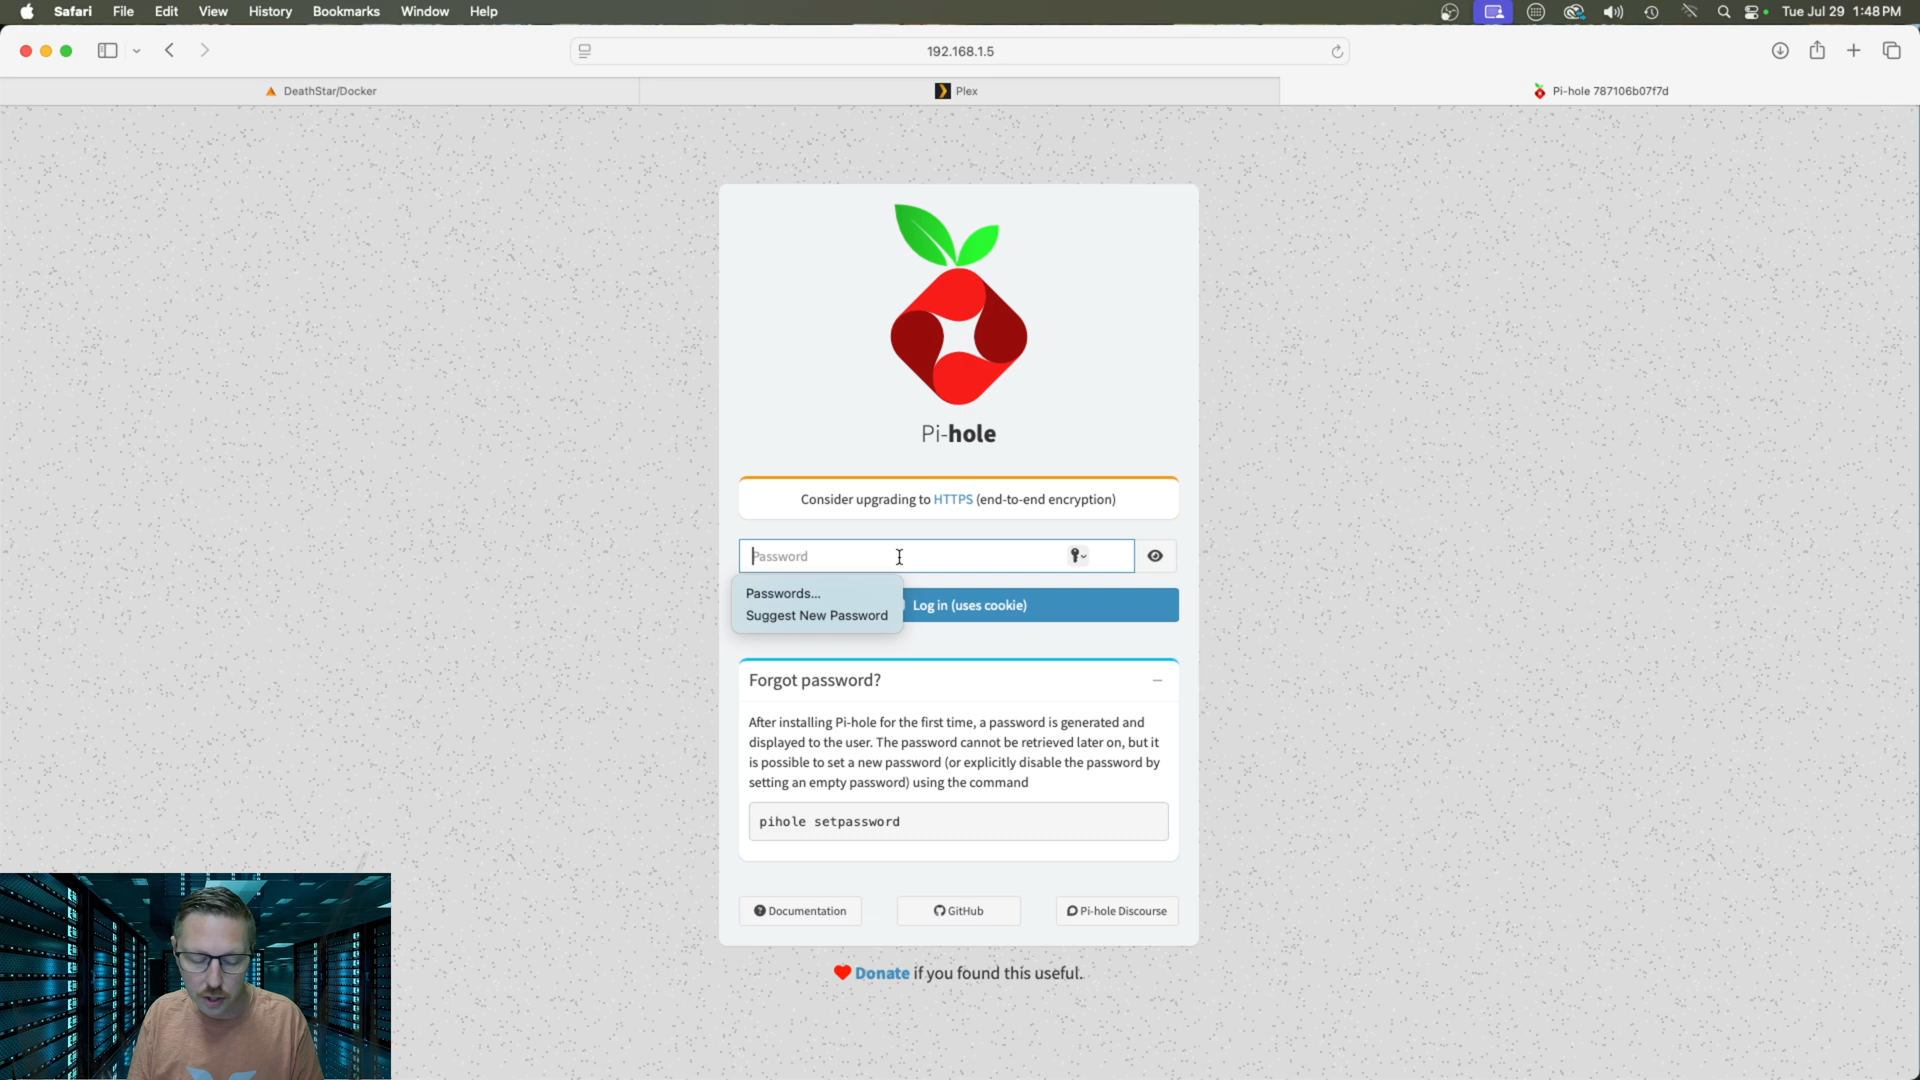 Safari File Edit View History Bookmarks Window Help Tue Jul 29 1:48 PM
192.168.1.5
DeathStar/Docker Plex Pi-hole 787106b07f7d
Pi-hole
Consider upgrading to HTTPS (end-to-end encryption)
Password
Passwords...
Suggest New Password
Log in (uses cookie)
Forgot password?
After installing Pi-hole for the first time, a password is generated and
displayed to the user. The password cannot be retrieved later on, but it
is possible to set a new password (or explicitly disable the password by
setting an empty password) using the command
pihole setpassword
Documentation GitHub Pi-hole Discourse
Donate if you found this useful.